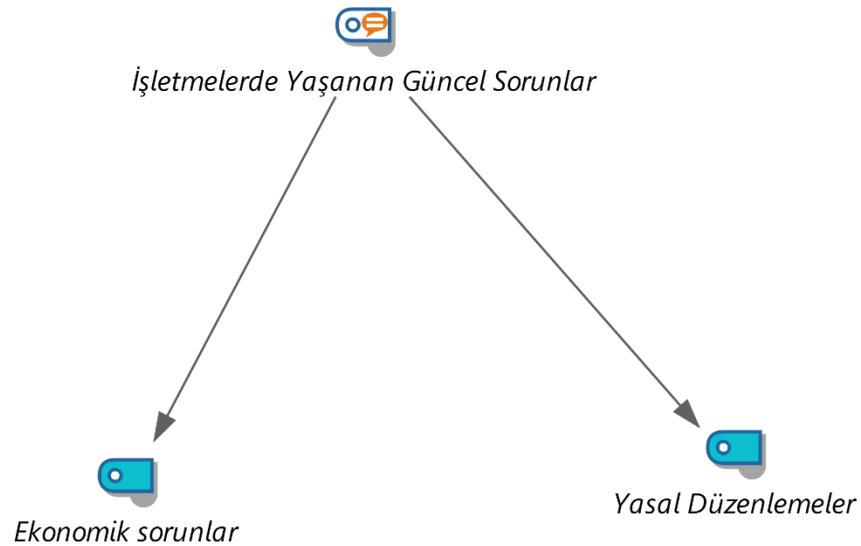 İşletmelerde Yaşanan Güncel Sorunlar
Yasal Düzenlemeler
Ekonomik sorunlar